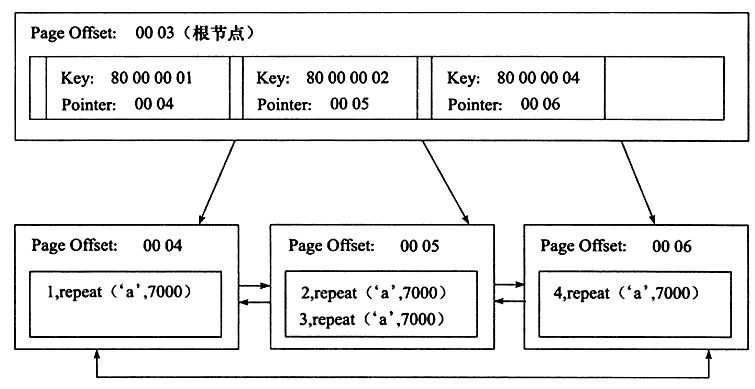 Page Offset: 00 03（根节点）
Key: 80 00 00 01
Pointer: 00 04
Key: 80 00 00 02
Pointer: 00 05
Key: 80 00 00 04
Pointer: 00 06
Page Offset: 00 04
1,repeat（‘a’,7000）
Page Offset: 00 05
2,repeat（‘a’,7000）
3,repeat（‘a’,7000）
Page Offset: 00 06
4,repeat（‘a’,7000）